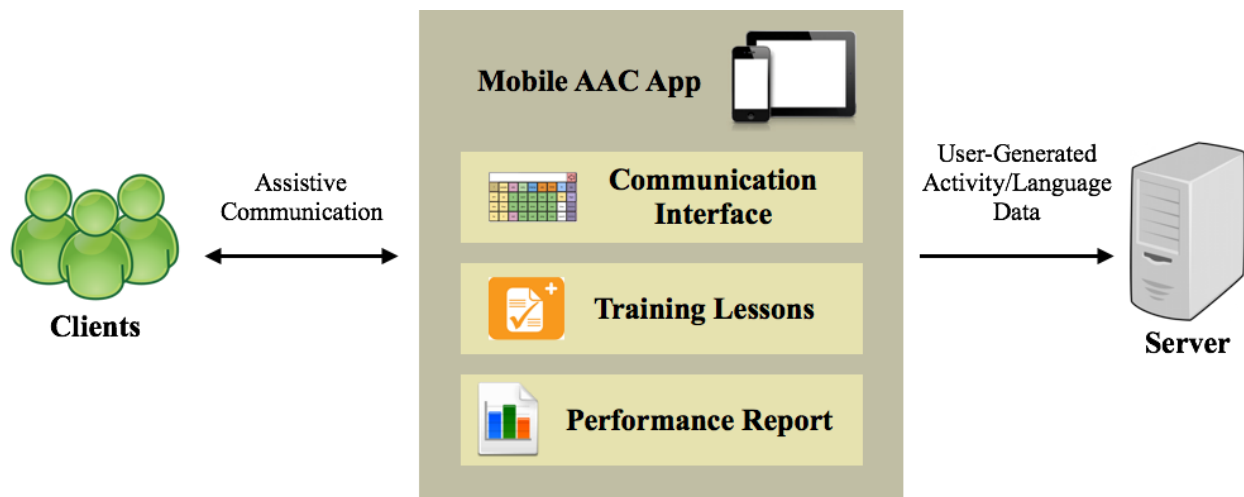 Mobile AAC App
Assistive
Communication
Clients
Communication
Interface
Training Lessons
Performance Report
User-Generated
Activity/Language
Data
Server